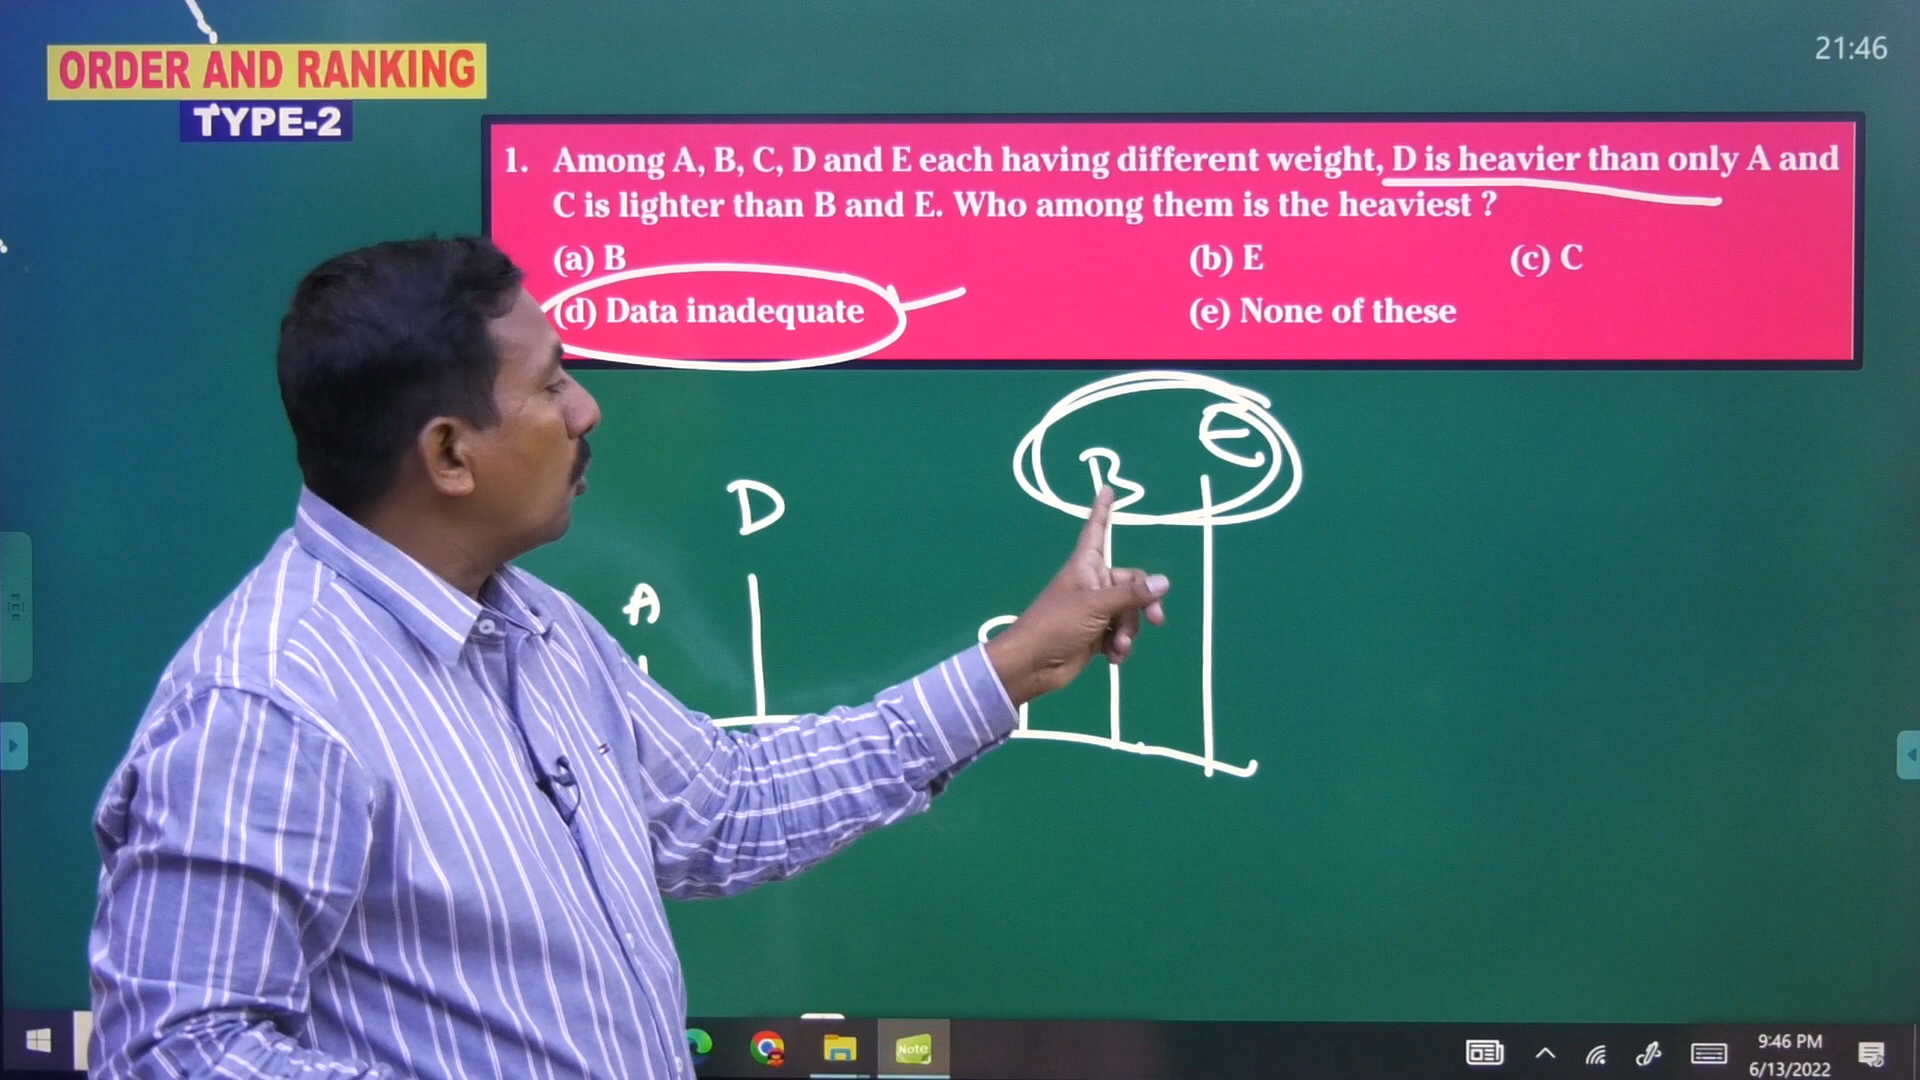 ORDER AND RANKING
TYPE-2
21:46
1. Among A, B, C, D and E each having different weight, D is heavier than only A and
C is lighter than B and E. Who among them is the heaviest ?
(a) B (b) E (c) C
(d) Data inadequate (e) None of these
E
B
D
A
Note
9:46 PM
6/13/2022